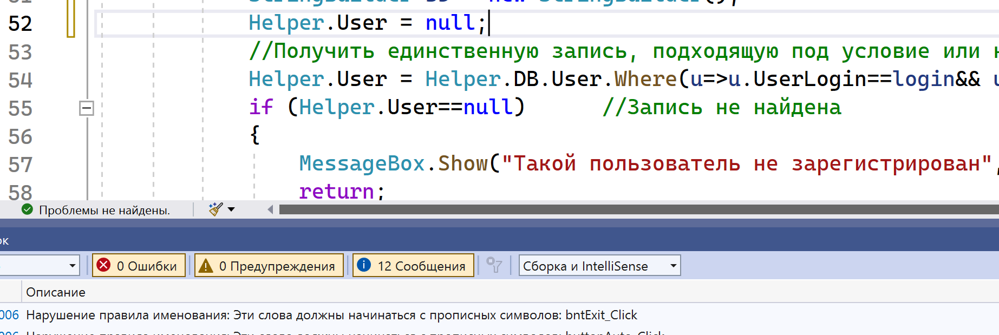 52 Helper.User = null;
53 //Получить единственную запись, подходящую под условие или
54 Helper.User = Helper.DB.User.Where(u=>u.UserLogin==login&& u
55 if (Helper.User==null) //Запись не найдена
56 {
57 MessageBox.Show("Такой пользователь не зарегистрирован",
58 return;
Проблемы не найдены.
ок
0 Ошибки 0 Предупреждения 12 Сообщения Сборка и IntelliSense
Описание
006 Нарушение правила именования: Эти слова должны начинаться с прописных символов: bntExit_Click